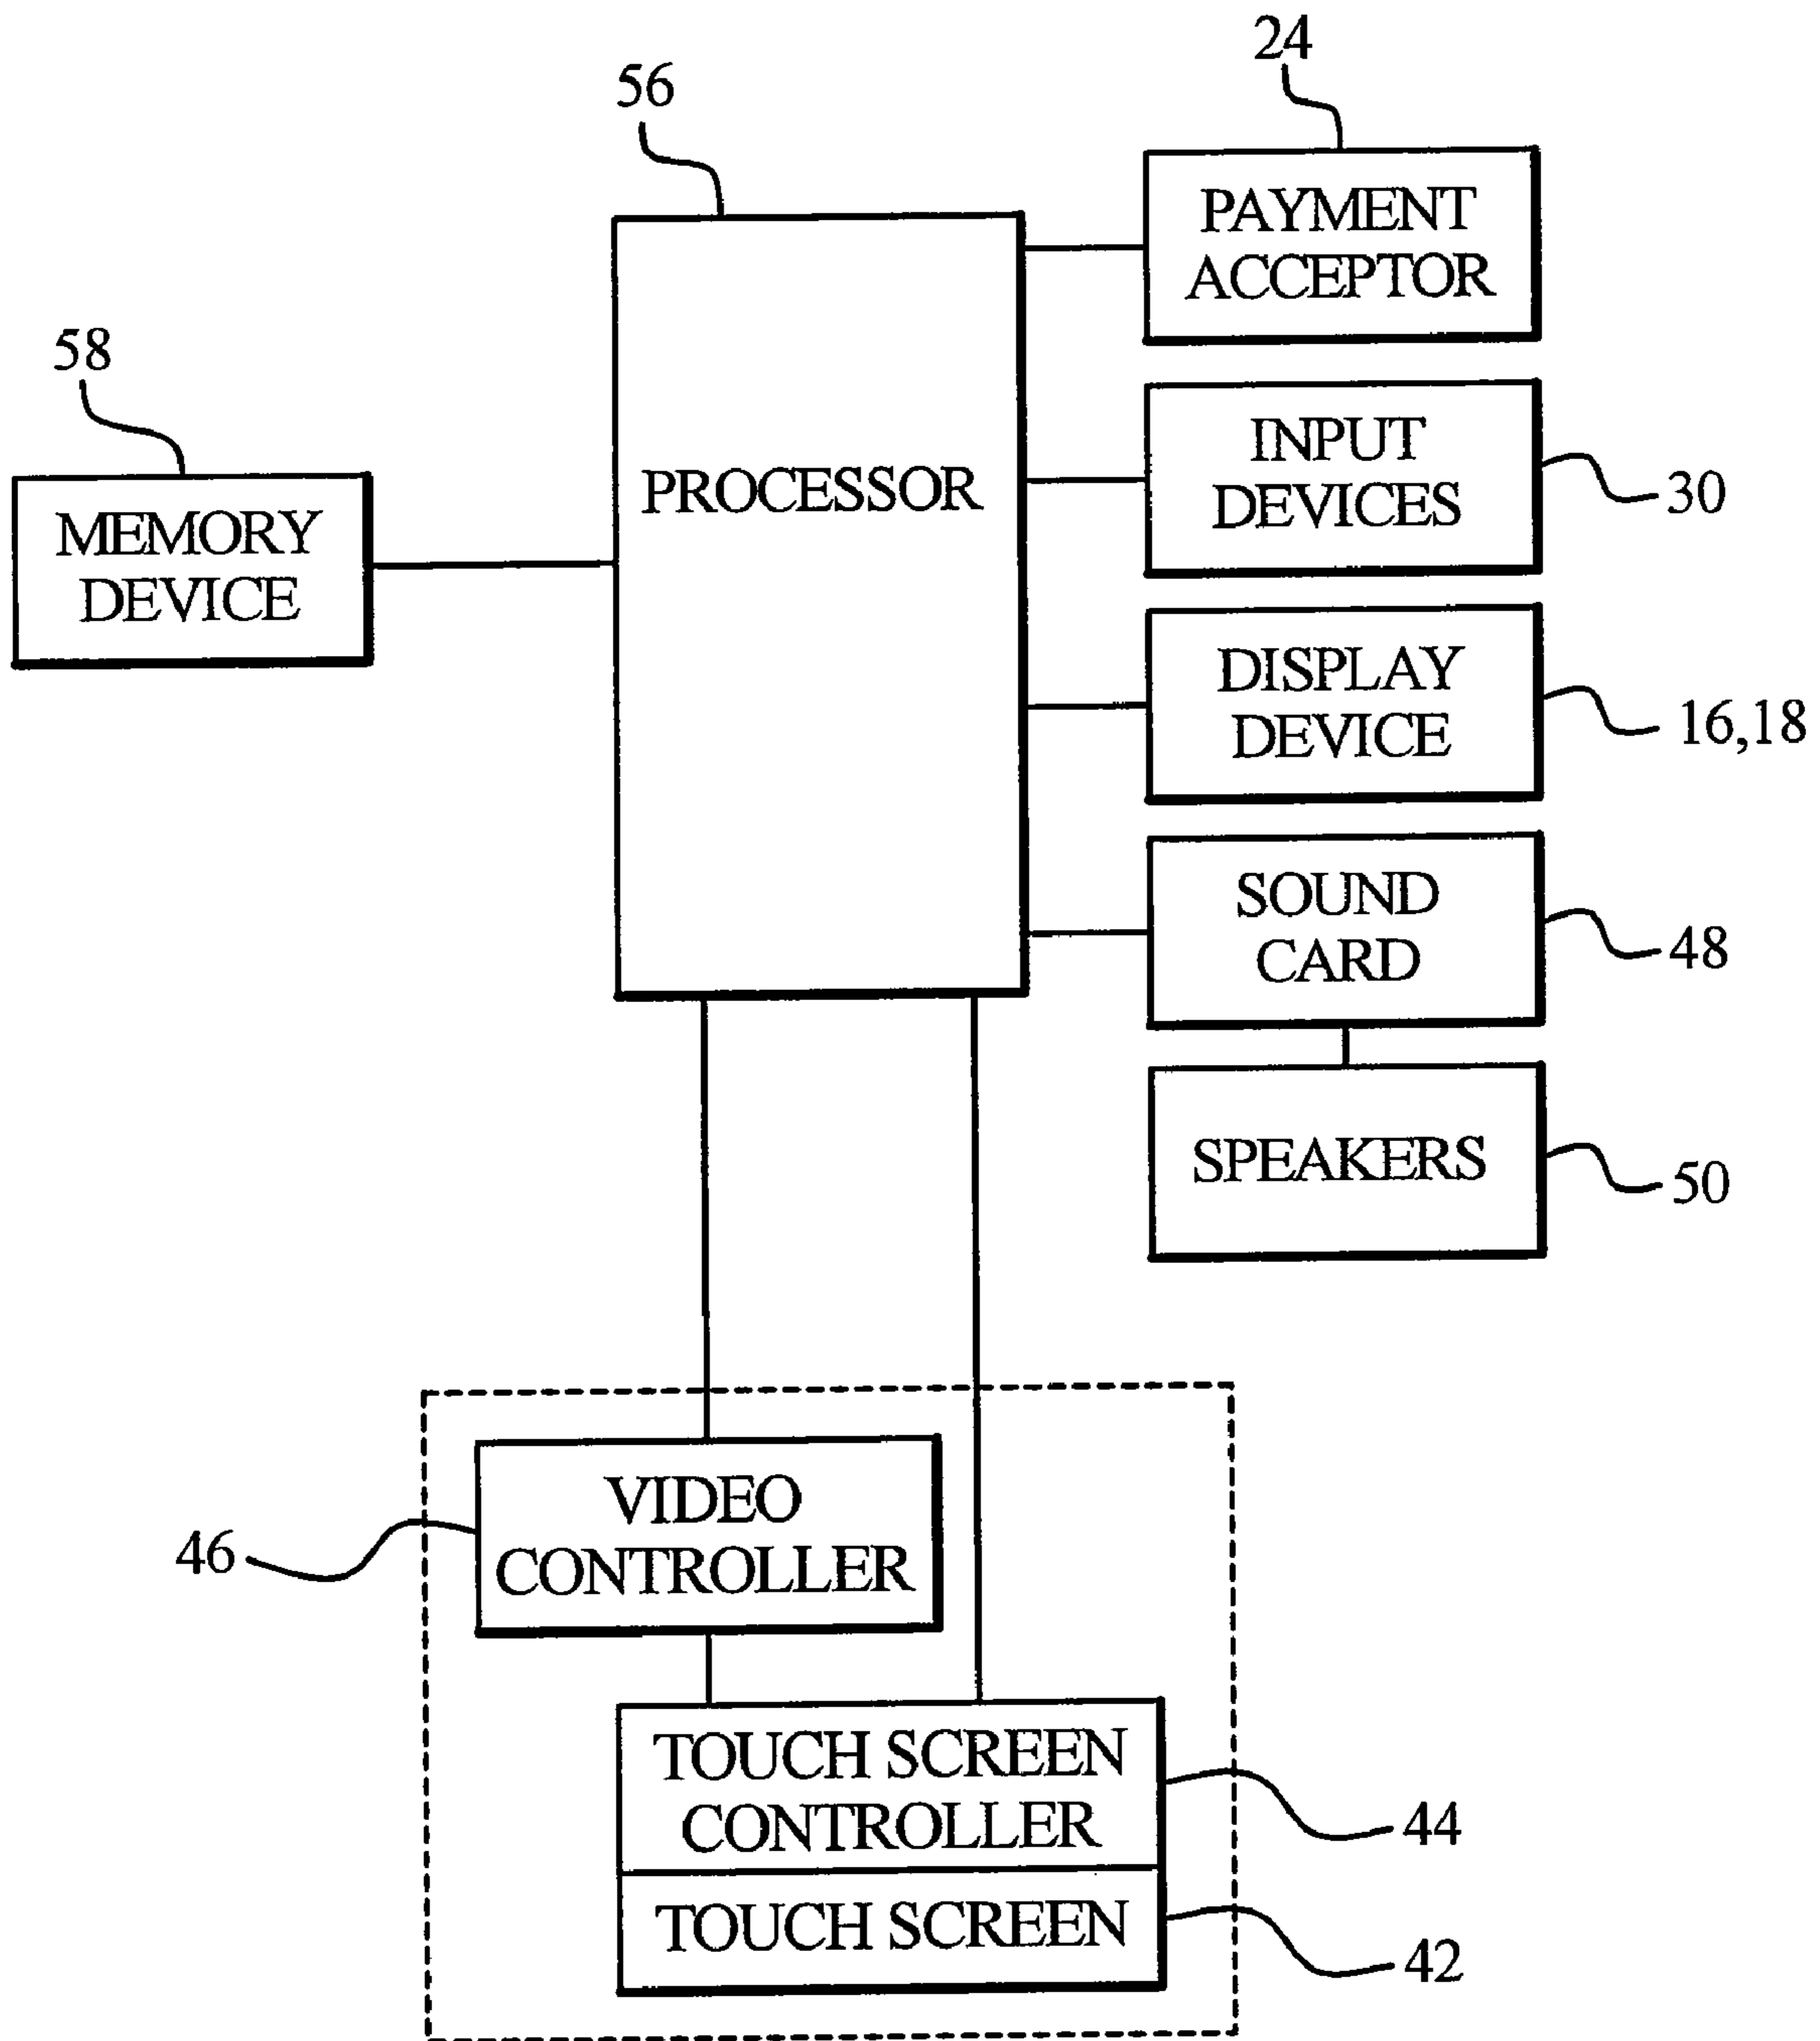 24
56
PAYMENT
ACCEPTOR
58
INPUT
DEVICES
30
PROCESSOR
MEMORY
DEVICE
DISPLAY
DEVICE
16,18
SOUND
CARD
48
SPEAKERS
50
VIDEO
CONTROLLER
46
TOUCH SCREEN
CONTROLLER
44
TOUCH SCREEN
42